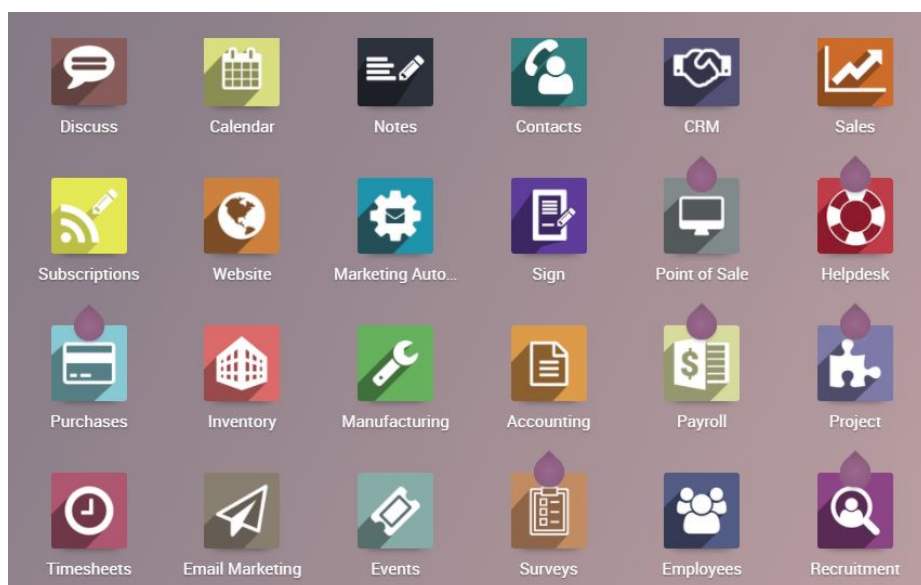 Discuss
Calendar
Notes
Contacts
CRM
Sales
Subscriptions
Website
Marketing Auto...
Sign
Point of Sale
Helpdesk
Purchases
Inventory
Manufacturing
Accounting
$
Payroll
Project
Timesheets
Email Marketing
Events
Surveys
Employees
Recruitment